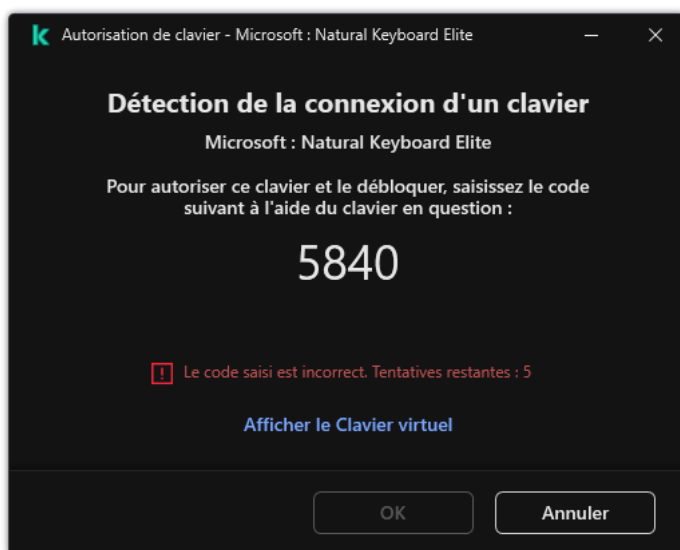 Autorisation de clavier - Microsoft : Natural Keyboard Elite
Détection de la connexion d'un clavier
Microsoft : Natural Keyboard Elite
Pour autoriser ce clavier et le débloquer, saisissez le code
suivant à l'aide du clavier en question :
5840
Le code saisi est incorrect. Tentatives restantes : 5
Afficher le Clavier virtuel
OK
Annuler